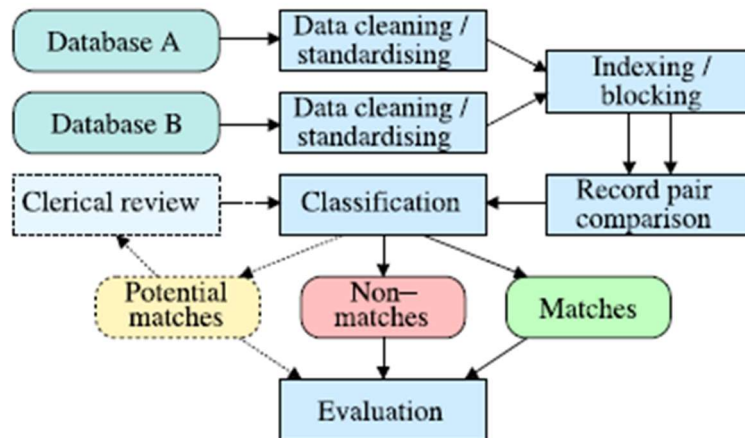 Database A
Data cleaning /
standardising
Indexing /
blocking
Database B
Data cleaning /
standardising
Clerical review
Classification
Record pair
comparison
Potential
matches
Non–
matches
Matches
Evaluation